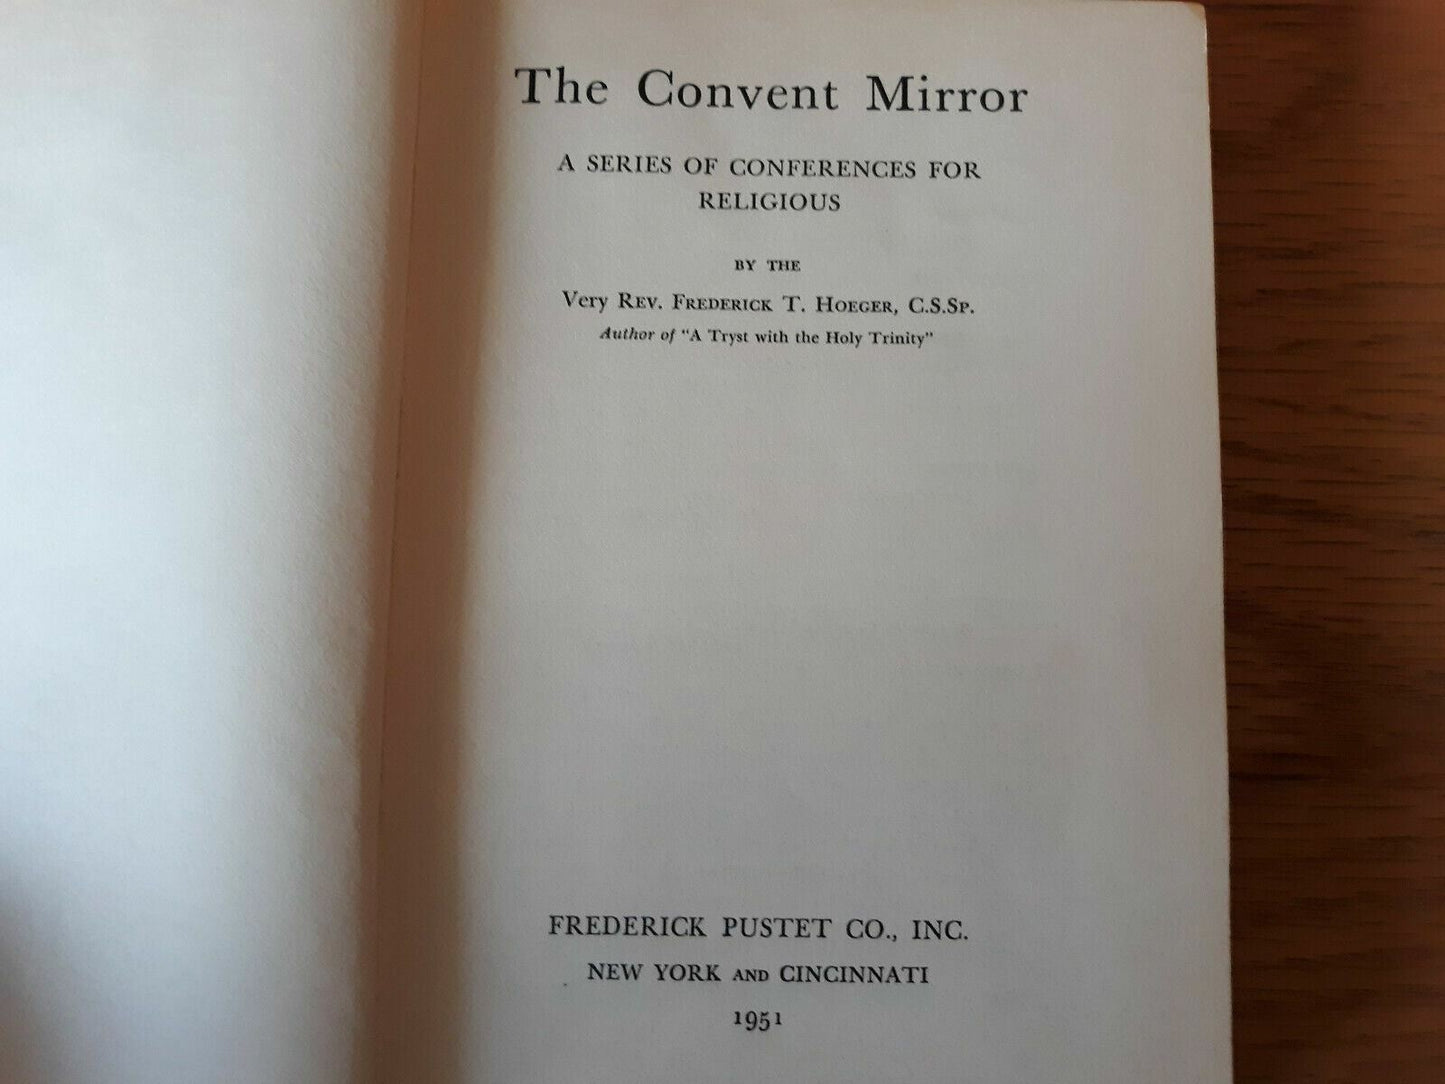 The Convent Mirror
A SERIES OF CONFERENCES FOR
RELIGIOUS
BY THE
Very REV. FREDERICK T. HOEGER, C.S.SP.
Author of "A Tryst with the Holy Trinity"
FREDERICK PUSTET CO., INC.
NEW YORK AND CINCINNATI
1951